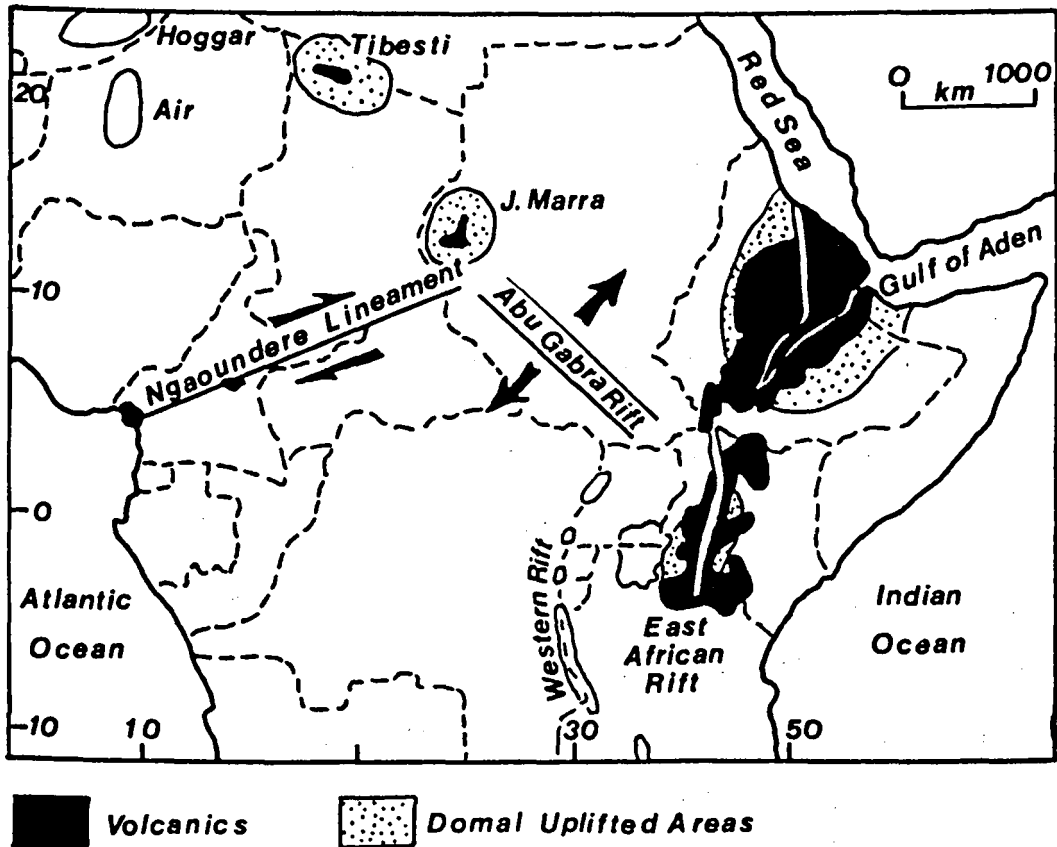 Hoggar
Tibesti
Red Sea
0 1000
km
20
Air
J. Marra
10
Ngaoundere Lineament
Abu Gabra Rift
Gulf of Aden
0
Western Rift
Atlantic
Ocean
East
African
Rift
Indian
Ocean
-10
10
30
50
Volcanics
Domal Uplifted Areas